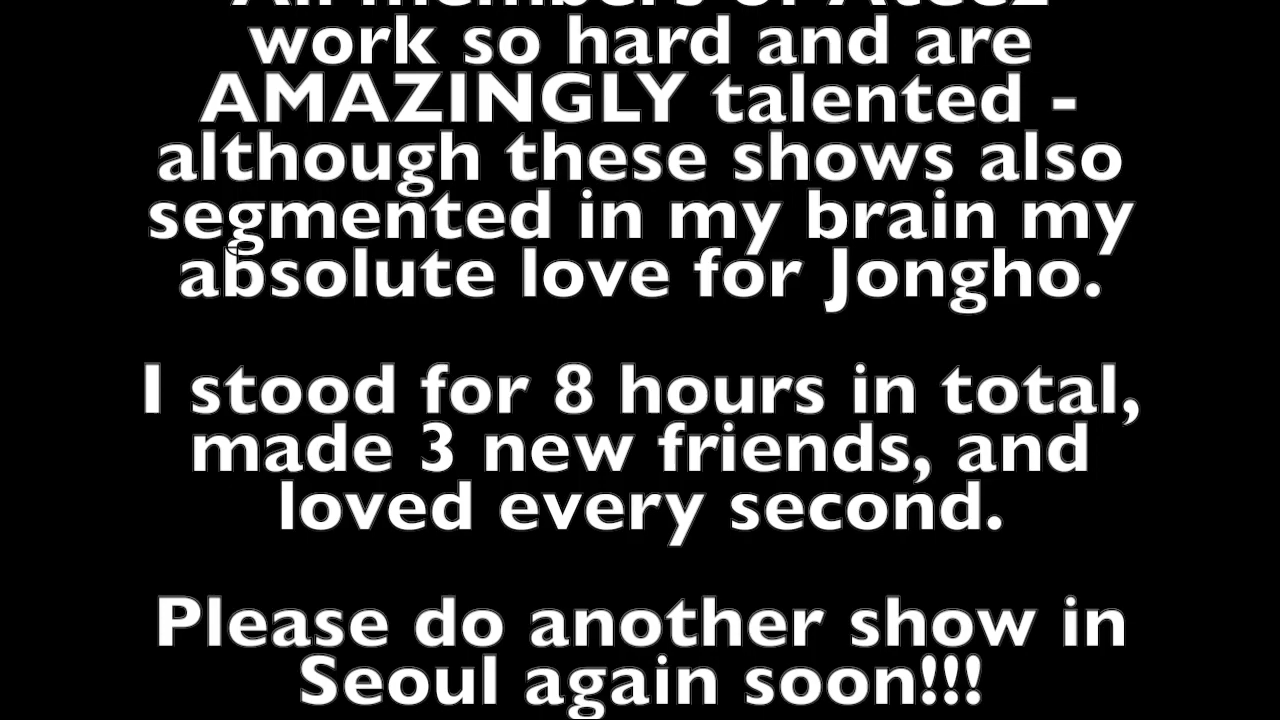 All members of Ateez
work so hard and are
AMAZINGLY talented -
although these shows also
segmented in my brain my
absolute love for Jongho.
I stood for 8 hours in total,
made 3 new friends, and
loved every second.
Please do another show in
Seoul again soon!!!